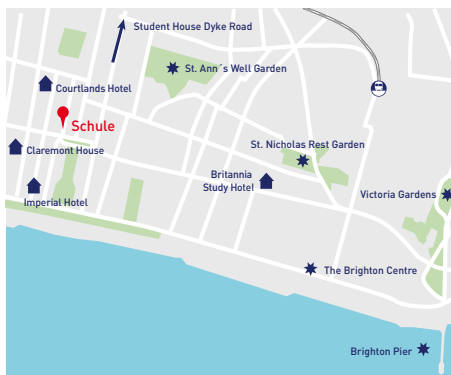 Student House Dyke Road
St. Ann´s Well Garden
Courtlands Hotel
Schule
St. Nicholas Rest Garden
Claremont House
Britannia
Study Hotel
Victoria Gardens
Imperial Hotel
The Brighton Centre
Brighton Pier